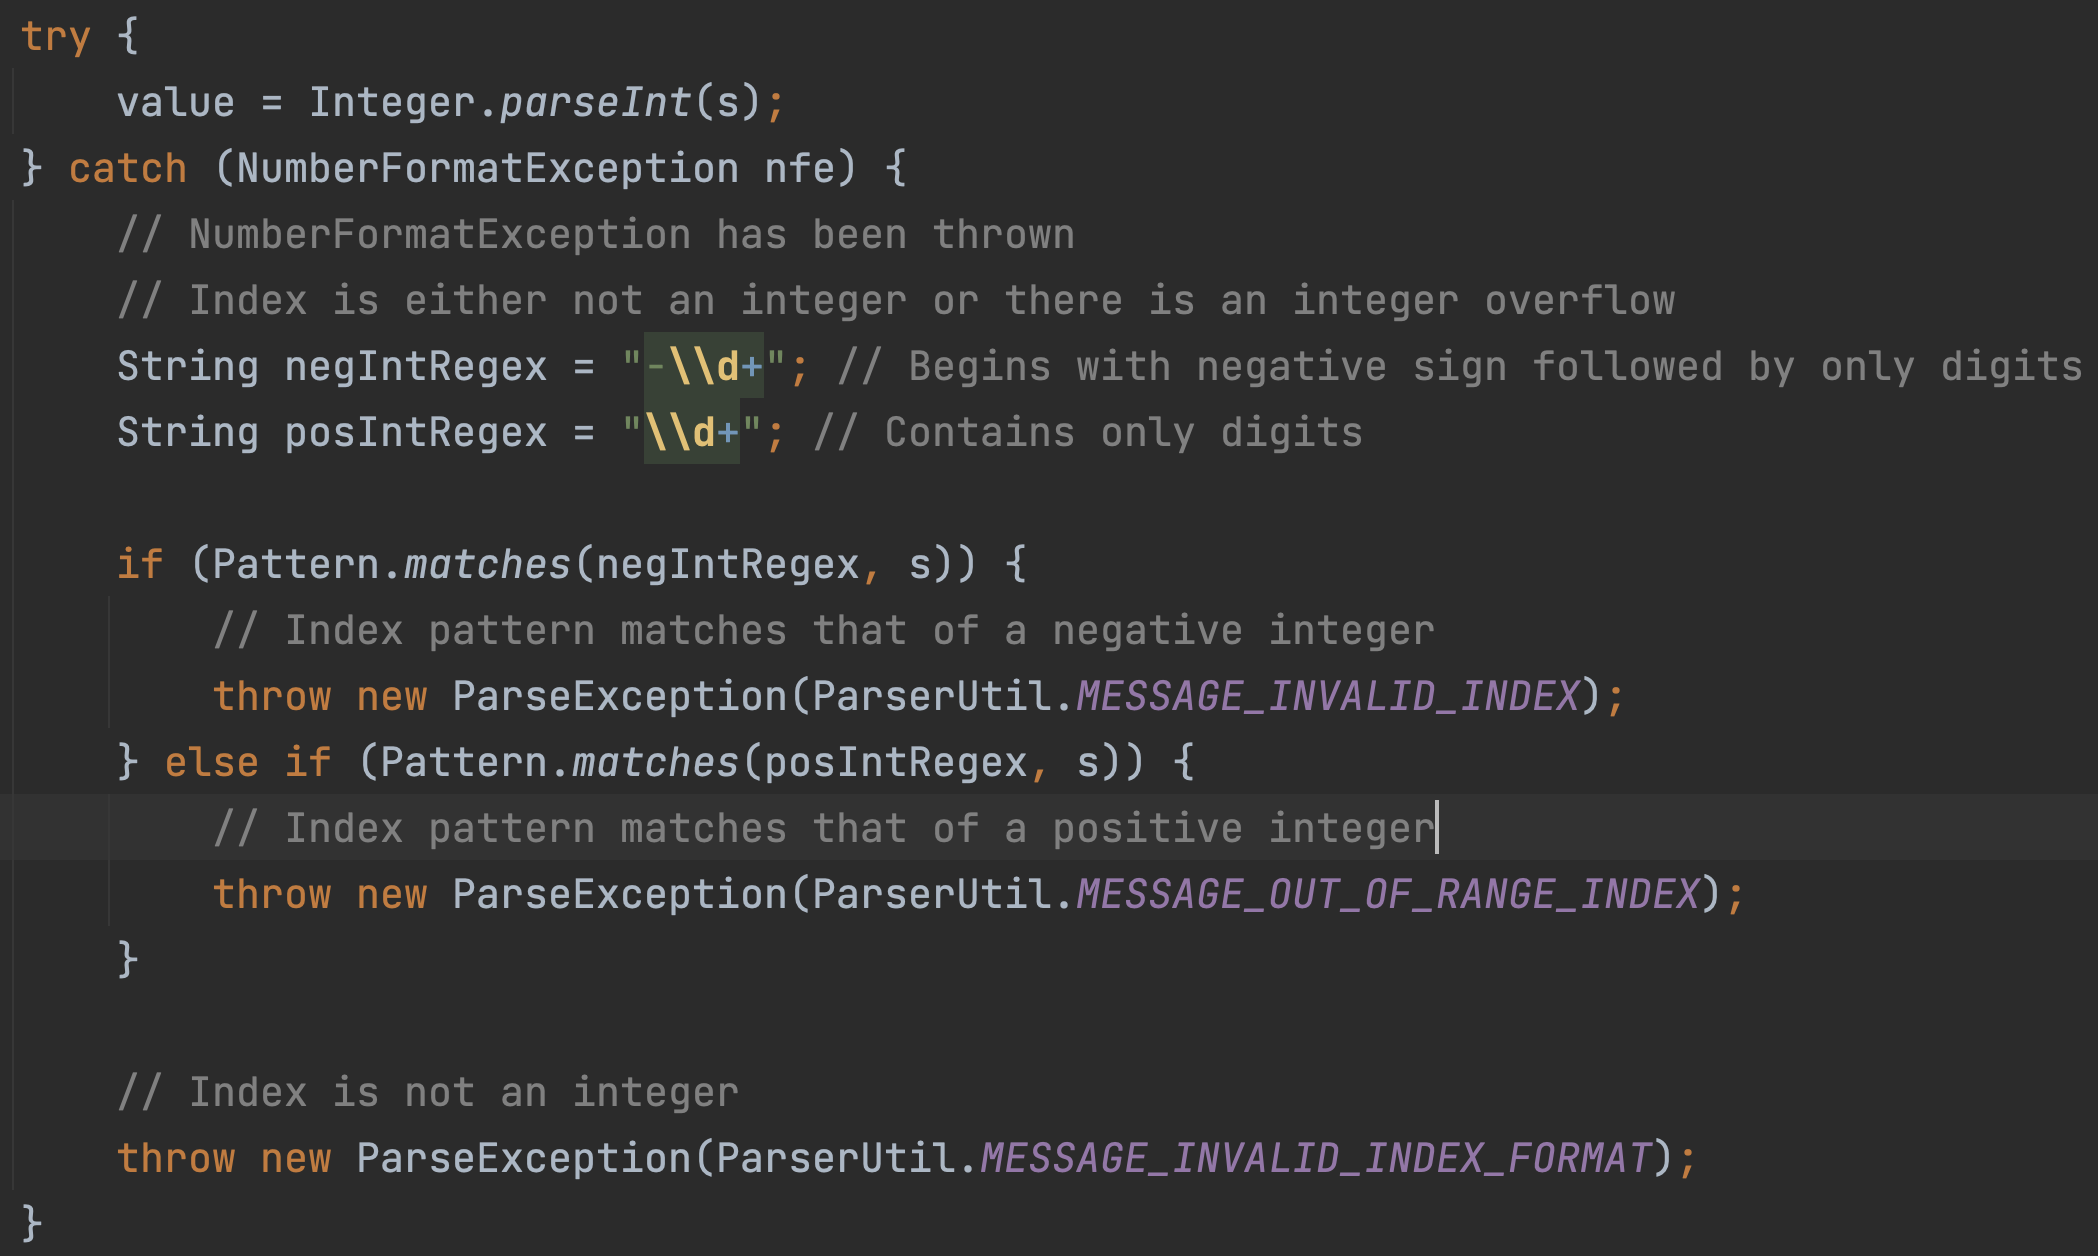 try {
    value = Integer.parseInt(s);
} catch (NumberFormatException nfe) {
    // NumberFormatException has been thrown
    // Index is either not an integer or there is an integer overflow
    String negIntRegex = "-\\d+"; // Begins with negative sign followed by only digits
    String posIntRegex = "\\d+"; // Contains only digits

    if (Pattern.matches(negIntRegex, s)) {
        // Index pattern matches that of a negative integer
        throw new ParseException(ParserUtil.MESSAGE_INVALID_INDEX);
    } else if (Pattern.matches(posIntRegex, s)) {
        // Index pattern matches that of a positive integer
        throw new ParseException(ParserUtil.MESSAGE_OUT_OF_RANGE_INDEX);
    }

    // Index is not an integer
    throw new ParseException(ParserUtil.MESSAGE_INVALID_INDEX_FORMAT);
}